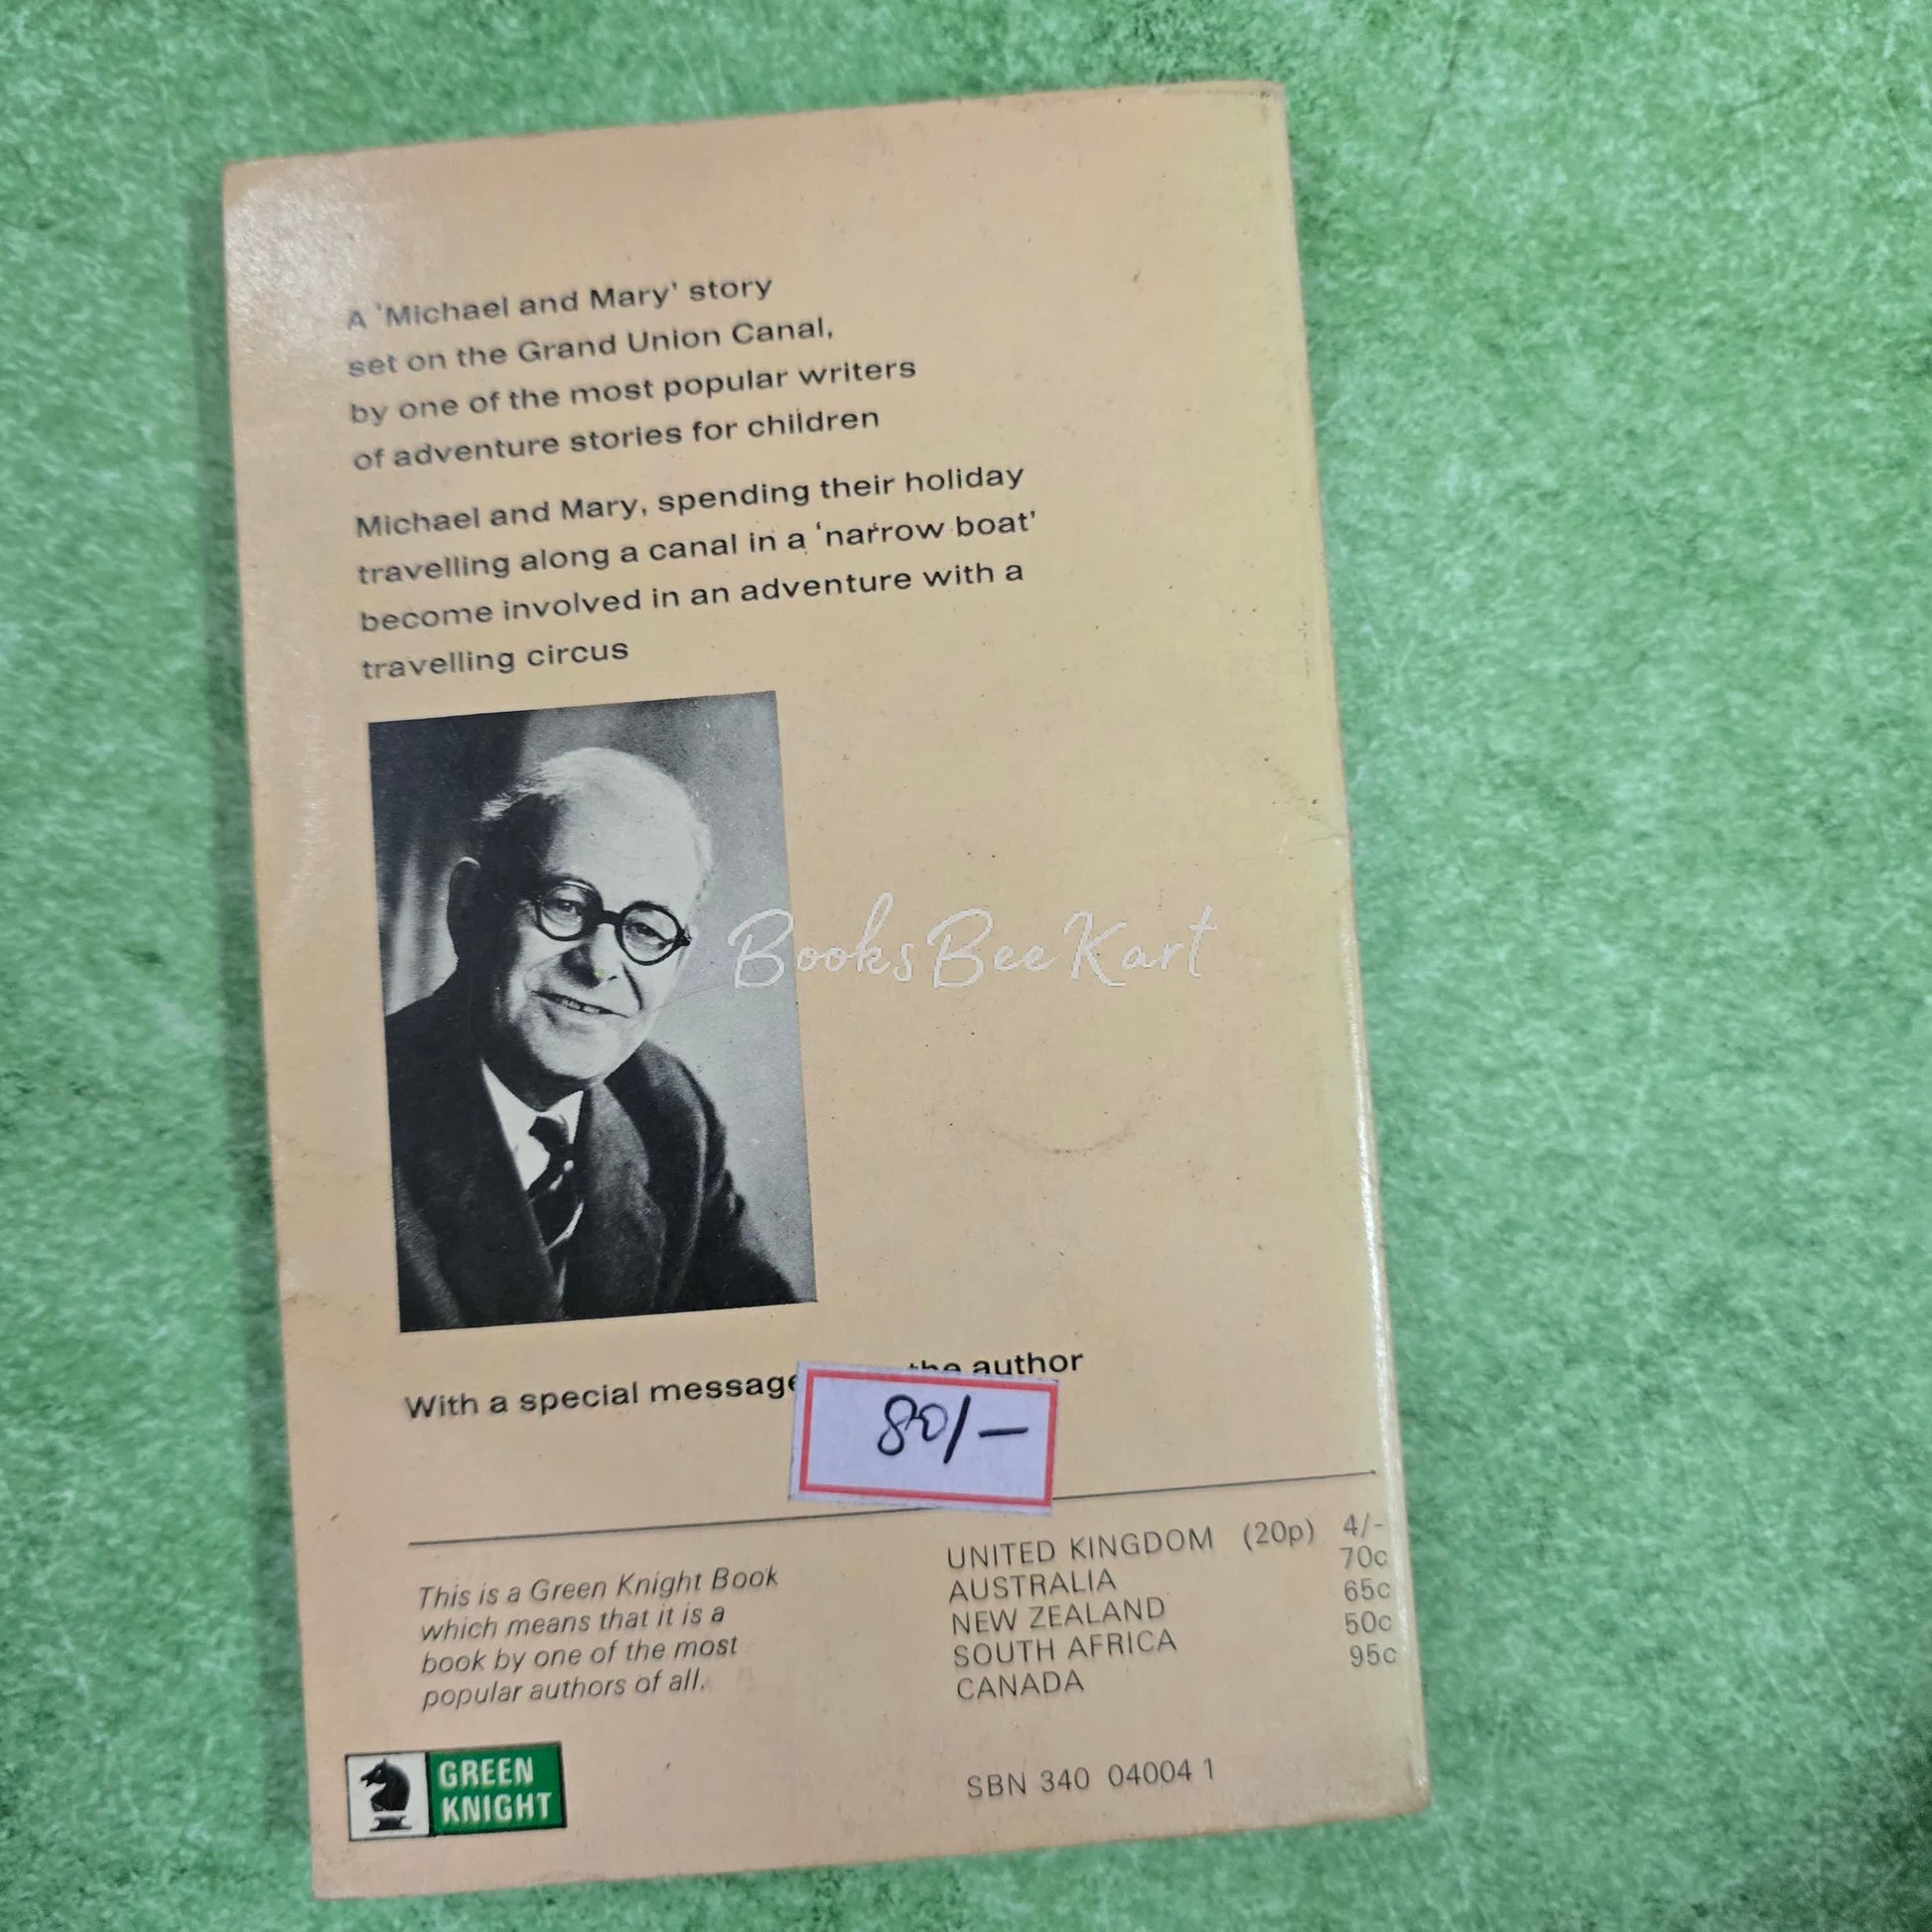 A 'Michael and Mary' story
set on the Grand Union Canal,
by one of the most popular writers
of adventure stories for children
Michael and Mary, spending their holiday
travelling along a canal in a 'narrow boat'
become involved in an adventure with a
travelling circus
BooksBeeKart
With a special message the author
80/-
This is a Green Knight Book
which means that it is a
book by one of the most
popular authors of all.
UNITED KINGDOM (20p) 4/-
AUSTRALIA 70c
NEW ZEALAND 65c
SOUTH AFRICA 50c
CANADA 95c
GREEN
KNIGHT
SBN 340 04004 1